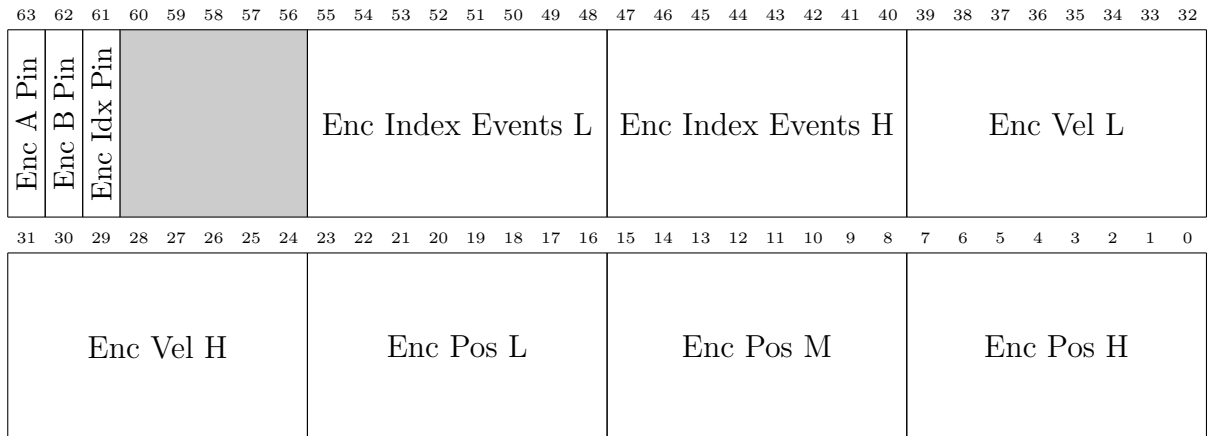 63 62 61 60 59 58 57 56 55 54 53 52 51 50 49 48 47 46 45 44 43 42 41 40 39 38 37 36 35 34 33 32
Enc A Pin
Enc B Pin
Enc Idx Pin
Enc Index Events L
Enc Index Events H
Enc Vel L
31 30 29 28 27 26 25 24 23 22 21 20 19 18 17 16 15 14 13 12 11 10 9 8 7 6 5 4 3 2 1 0
Enc Vel H
Enc Pos L
Enc Pos M
Enc Pos H